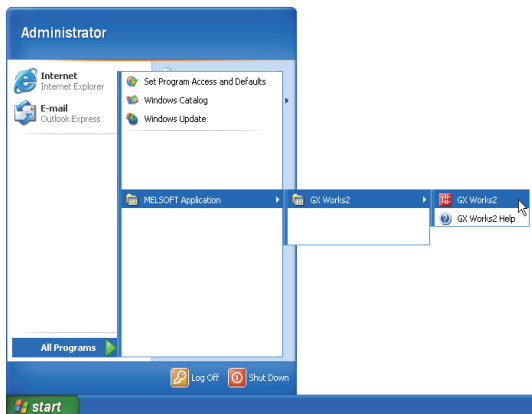 Administrator
Internet
Internet Explorer
E-mail
Outlook Express
Set Program Access and Defaults
Windows Catalog
Windows Update
MELSOFT Application
GX Works2
GX Works2
GX Works2 Help
All Programs
Log Off
Shut Down
start